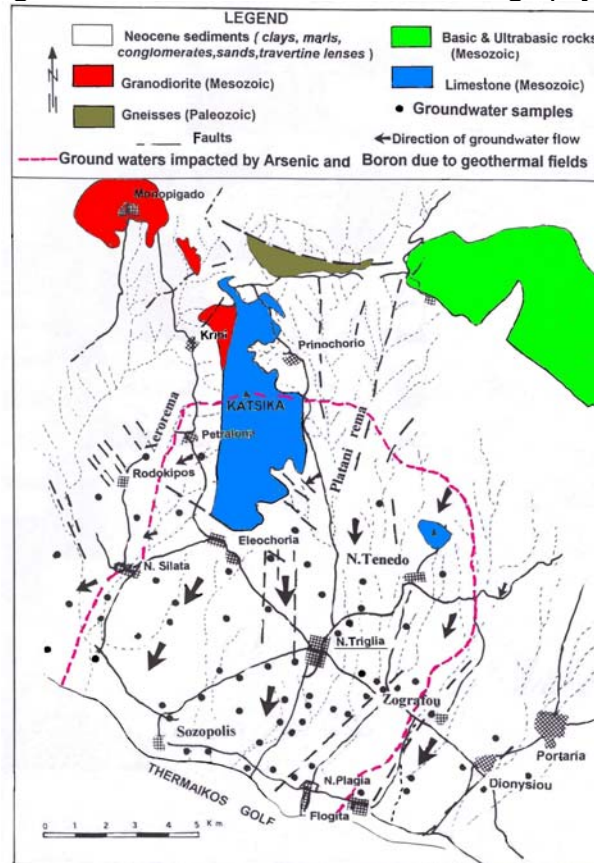 LEGEND
Neocene sediments ( clays, marls,
conglomerates,sands,travertine lenses )
Basic & Ultrabasic rocks
(Mesozoic)
Granodiorite (Mesozoic)
Limestone (Mesozoic)
Gneisses (Paleozoic)
Groundwater samples
Faults
Direction of groundwater flow
Ground waters impacted by Arsenic and Boron due to geothermal fields
N
Monopigado
Krini
Prinochorio
KATSIKA
Xerorema
Petralona
Platani rema
Rodokipos
Eleochoria
N.Tenedo
N. Silata
N.Triglia
Zografou
Sozopolis
Portaria
N.Plagia
Dionysiou
THERMAIKOS GOLF
Flogita
0 1 2 3 4 5 K m.